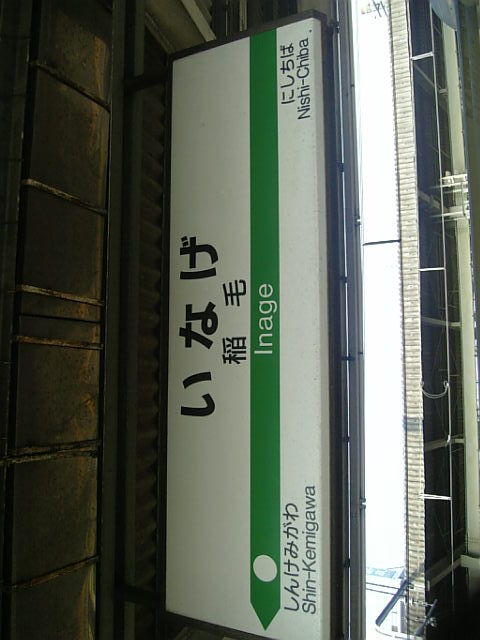 いなげ
稲毛
Inage
しんけみがわ
Shin-Kemigawa
にしちば
Nishi-Chiba